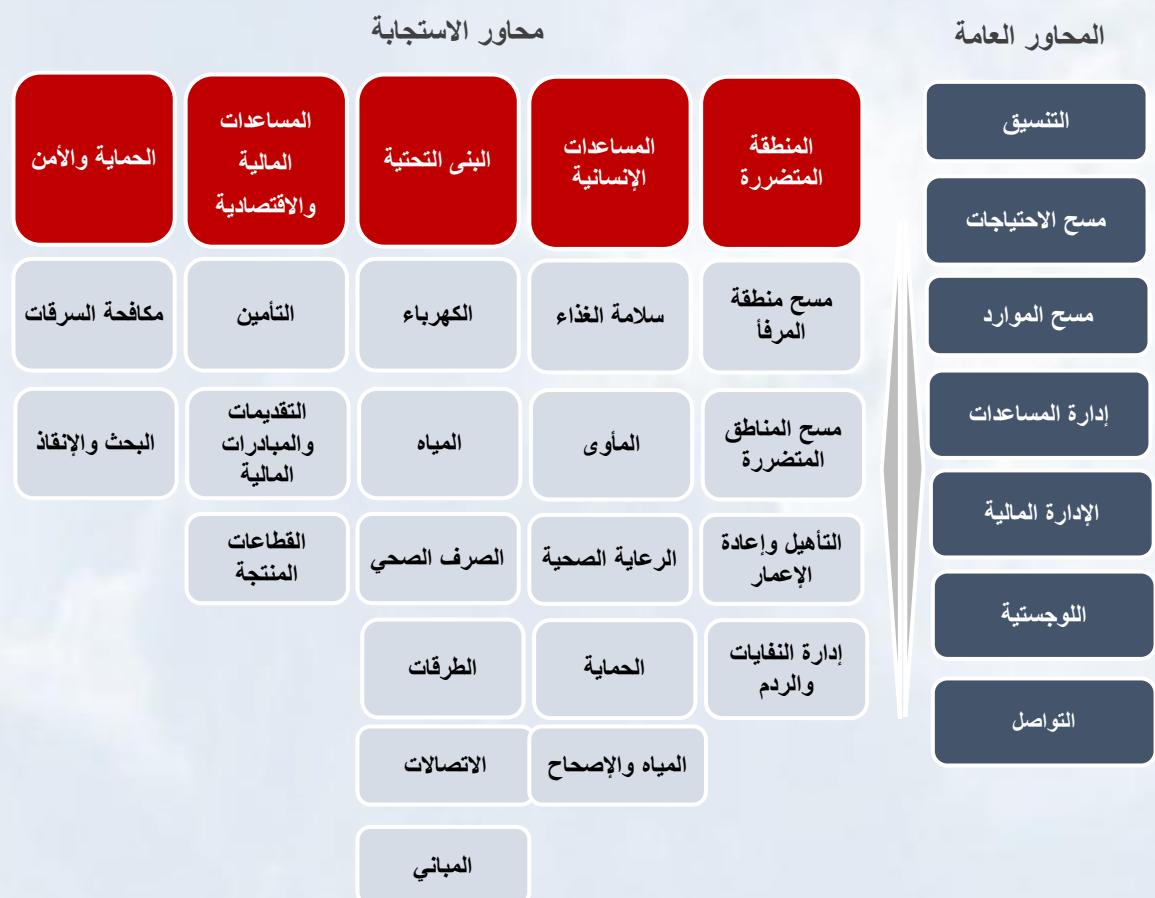 المحاور العامة
التنسيق
مسح الاحتياجات
مسح الموارد
إدارة المساعدات
الإدارة المالية
اللوجستية
التواصل
محاور الاستجابة
المنطقة
المتضررة
مسح منطقة
المرفأ
مسح المناطق
المتضررة
التأهيل وإعادة
الإعمار
إدارة النفايات
والردم
المساعدات
الإنسانية
سلامة الغذاء
المأوى
الرعاية الصحية
الحماية
المياه والإصحاح
البنى التحتية
الكهرباء
المياه
الصرف الصحي
الطرقات
الاتصالات
المباني
المساعدات
المالية
والاقتصادية
التأمين
التقديمات
والمبادرات
المالية
القطاعات
المنتجة
الحماية والأمن
مكافحة السرقات
البحث والإنقاذ